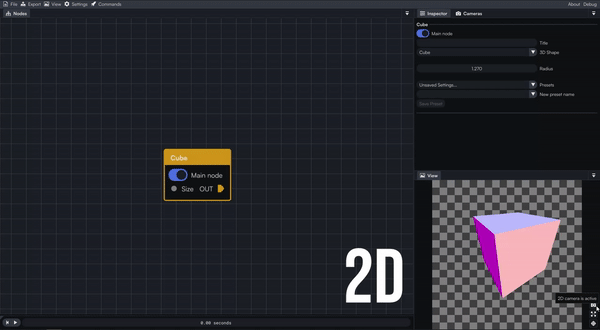 File Export View Settings Commands About Debug
Nodes
Inspector Cameras
Cube
Main node
Title
Cube 3D Shape
1.270 Radius
Unsaved Settings... Presets
New preset name
Save Preset
Cube
Main node
Size OUT
View
2D camera is active
2D
0.00 seconds